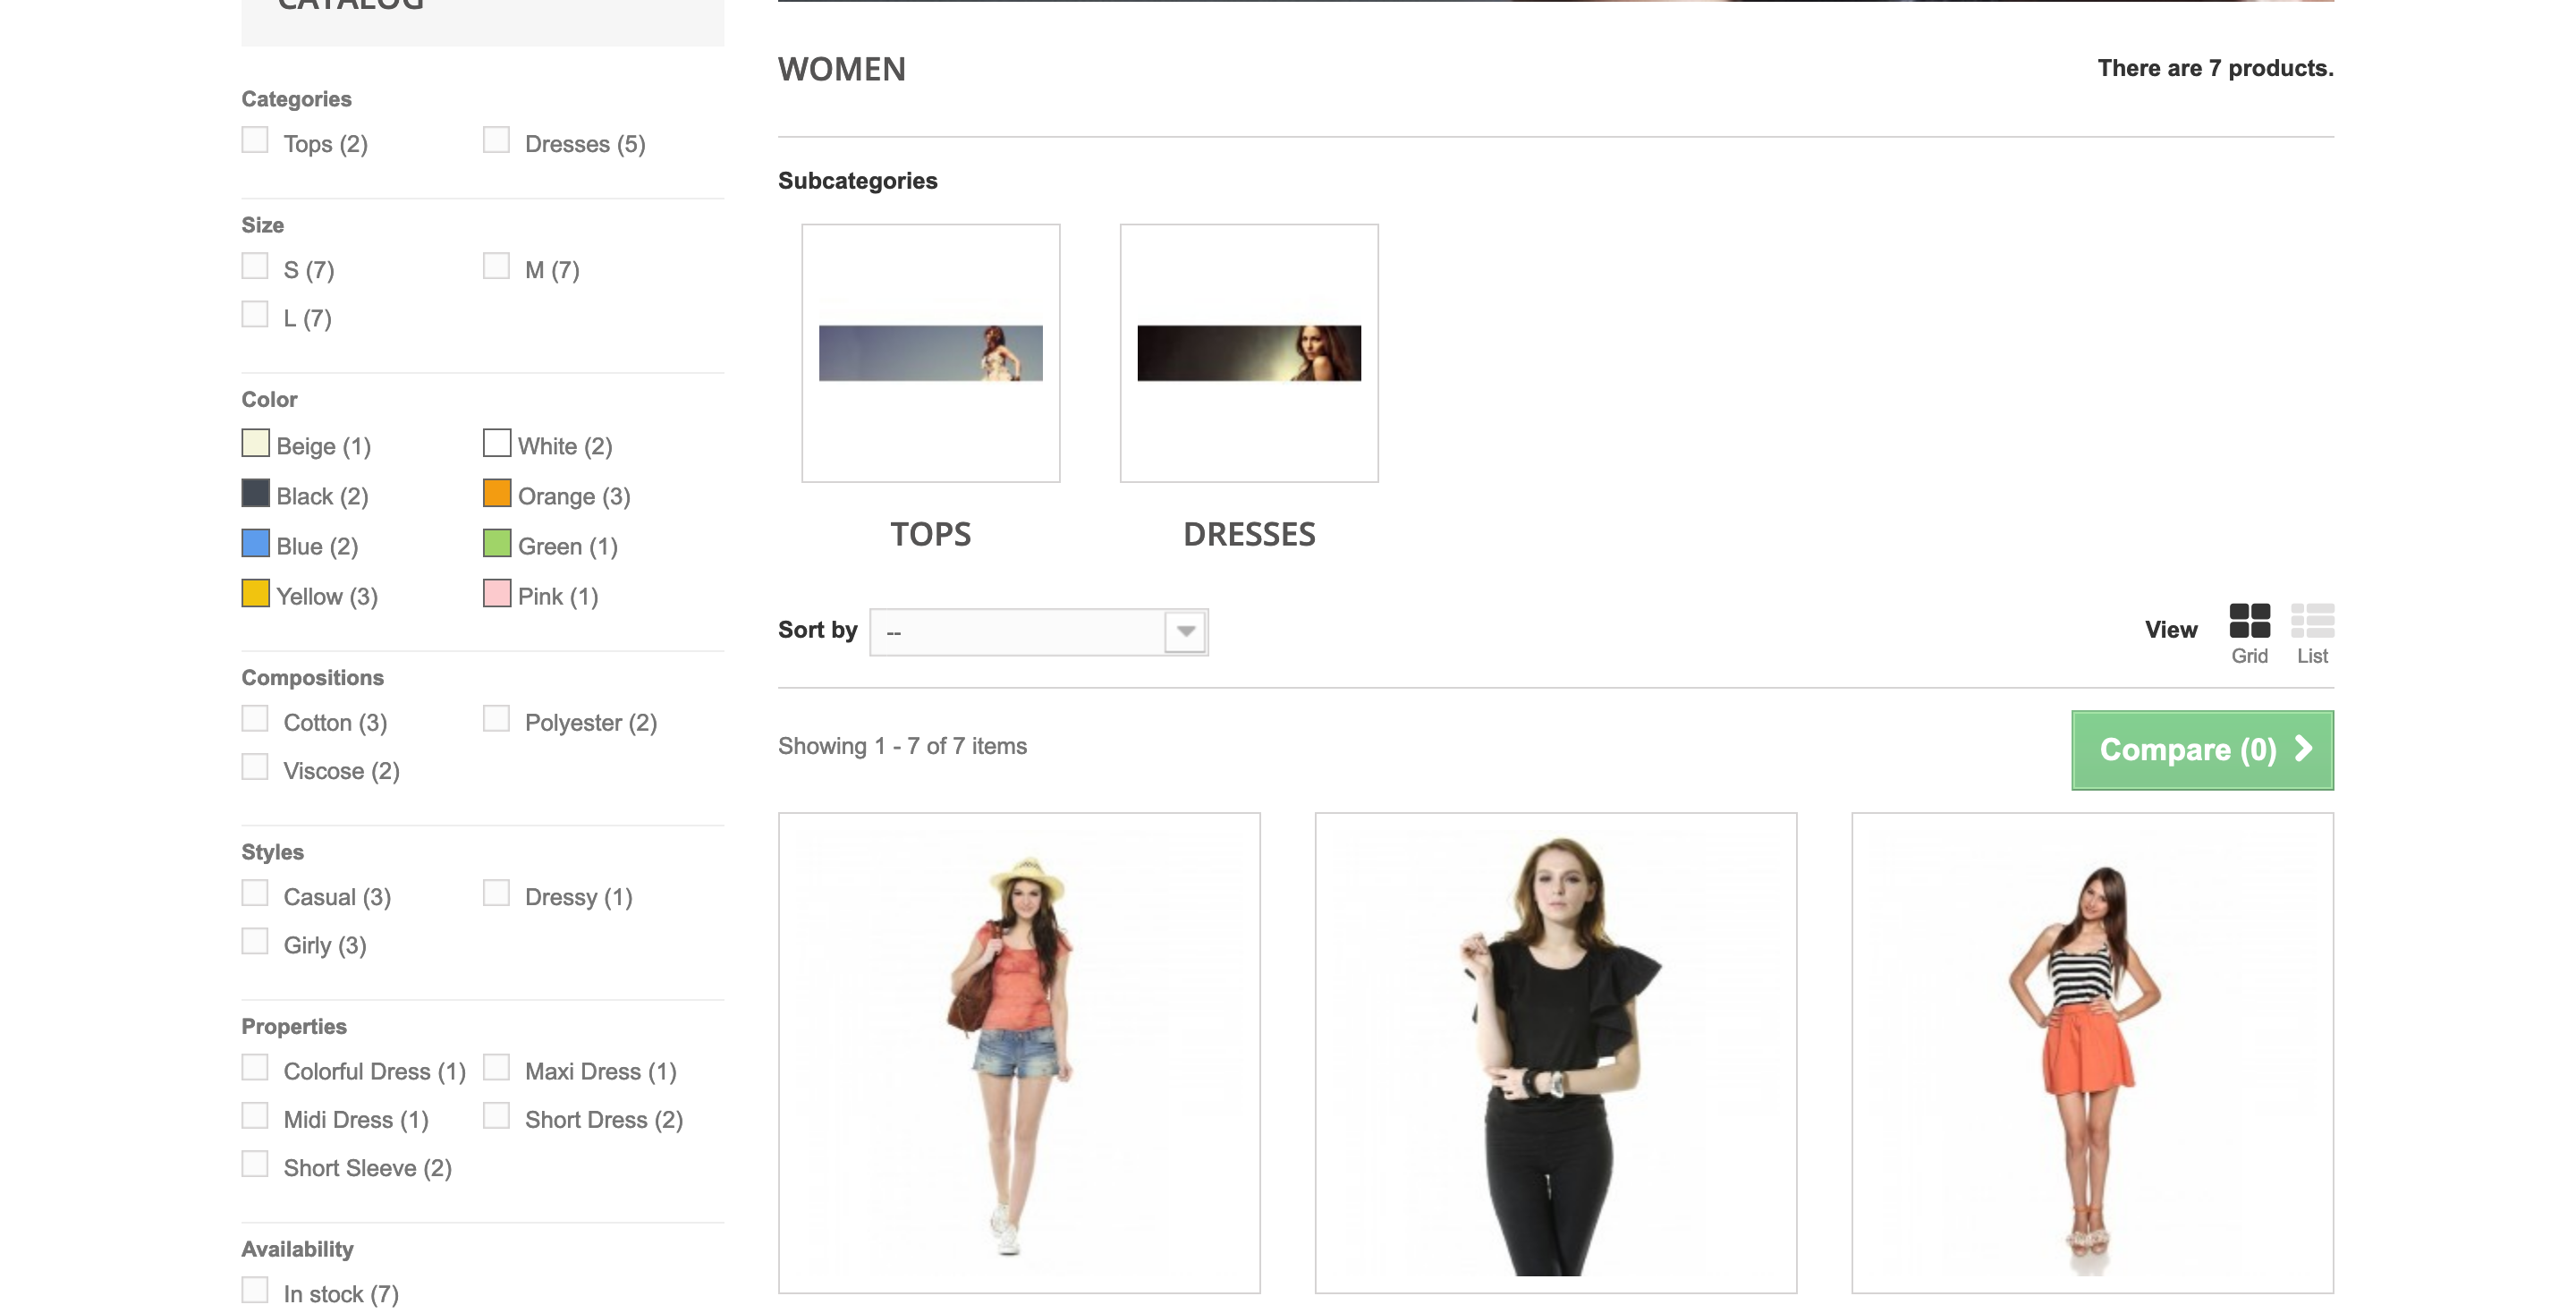 CATALOG
Categories
Tops (2)
Dresses (5)
Size
S (7)
M (7)
L (7)
Color
Beige (1)
White (2)
Black (2)
Orange (3)
Blue (2)
Green (1)
Yellow (3)
Pink (1)
Compositions
Cotton (3)
Polyester (2)
Viscose (2)
Styles
Casual (3)
Dressy (1)
Girly (3)
Properties
Colorful Dress (1)
Maxi Dress (1)
Midi Dress (1)
Short Dress (2)
Short Sleeve (2)
Availability
In stock (7)
WOMEN
There are 7 products.
Subcategories
TOPS
DRESSES
Sort by
--
View
Grid
List
Showing 1 - 7 of 7 items
Compare (0)